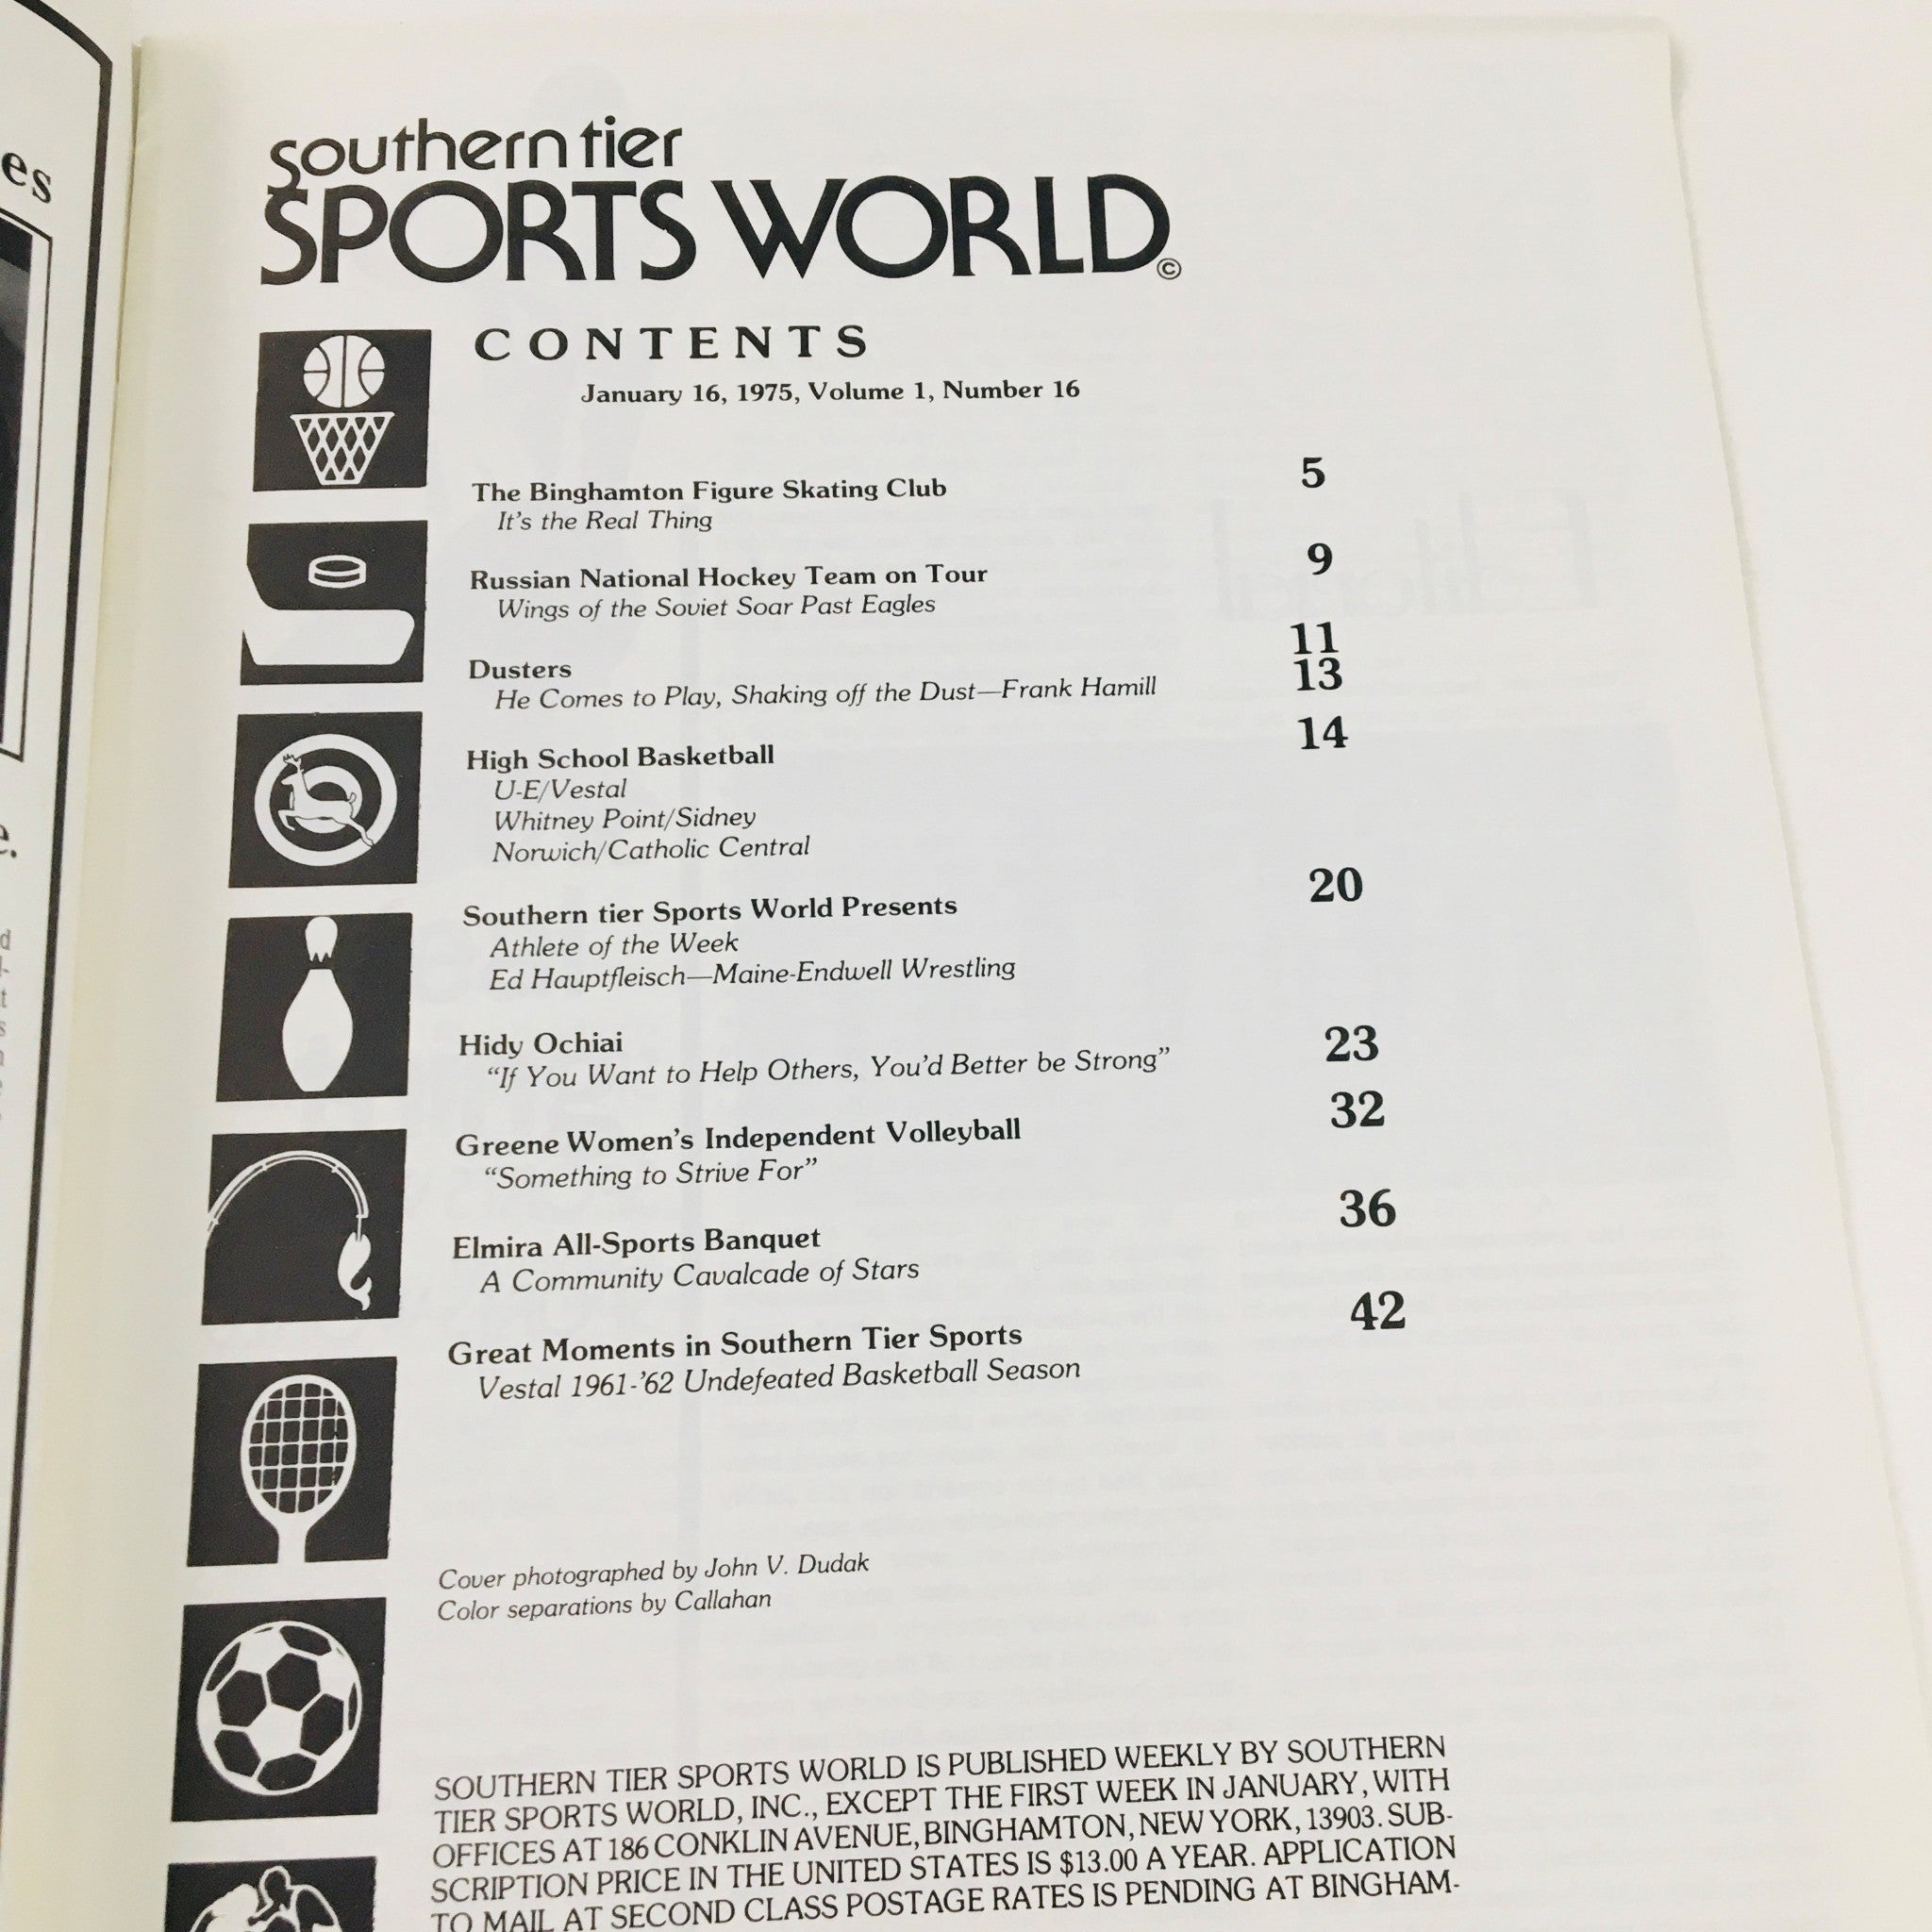 es
southern tier
SPORTS WORLD©
CONTENTS
January 16, 1975, Volume 1, Number 16
The Binghamton Figure Skating Club 5
It's the Real Thing
Russian National Hockey Team on Tour 9
Wings of the Soviet Soar Past Eagles
Dusters 11
He Comes to Play, Shaking off the Dust—Frank Hamill 13
High School Basketball 14
U-E/Vestal
Whitney Point/Sidney
Norwich/Catholic Central
Southern tier Sports World Presents 20
Athlete of the Week
Ed Hauptfleisch—Maine-Endwell Wrestling
Hidy Ochiai 23
“If You Want to Help Others, You'd Better be Strong”
Greene Women's Independent Volleyball 32
“Something to Strive For”
Elmira All-Sports Banquet 36
A Community Cavalcade of Stars
Great Moments in Southern Tier Sports 42
Vestal 1961-'62 Undefeated Basketball Season
Cover photographed by John V. Dudak
Color separations by Callahan
SOUTHERN TIER SPORTS WORLD IS PUBLISHED WEEKLY BY SOUTHERN
TIER SPORTS WORLD, INC., EXCEPT THE FIRST WEEK IN JANUARY, WITH
OFFICES AT 186 CONKLIN AVENUE, BINGHAMTON, NEW YORK, 13903. SUB-
SCRIPTION PRICE IN THE UNITED STATES IS $13.00 A YEAR. APPLICATION
TO MAIL AT SECOND CLASS POSTAGE RATES IS PENDING AT BINGHAM-